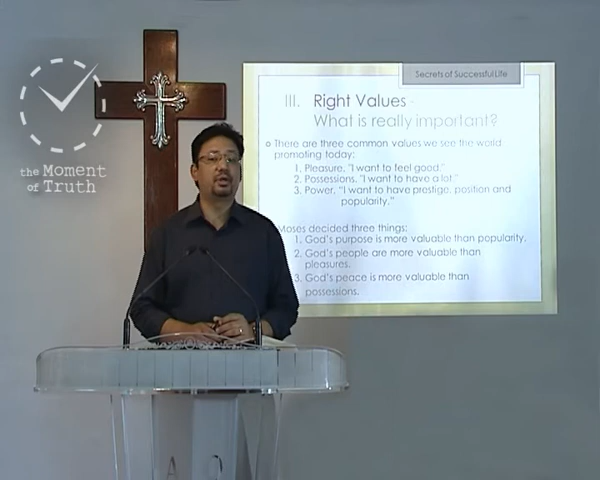 the Moment
of Truth
Secrets of Successful Life
III. Right Values -
What is really important?
There are three common values we see the world
promoting today:
1. Pleasure, "I want to feel good."
2. Possessions, "I want to have a lot."
3. Power, "I want to have prestige, position and
popularity."
Moses decided three things:
1. God's purpose is more valuable than popularity.
2. God's people are more valuable than
pleasures.
3. God's peace is more valuable than
possessions.
A Ω